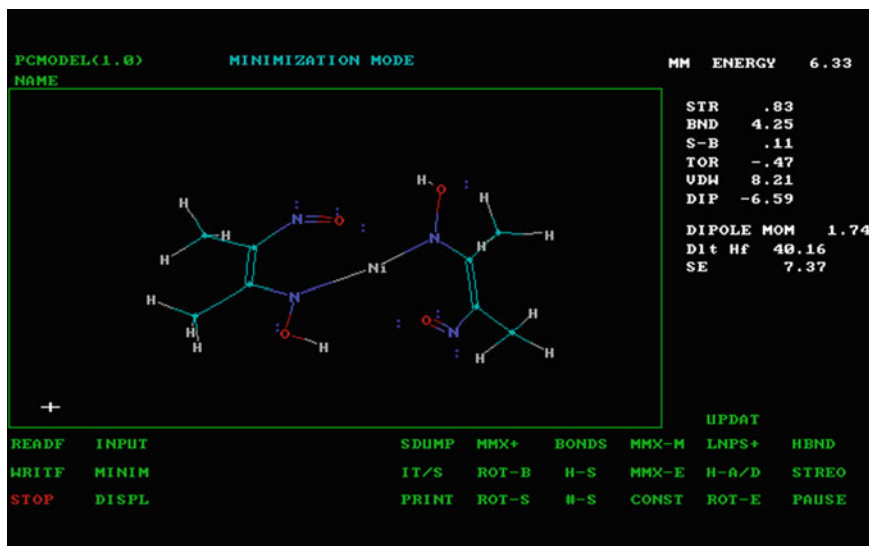 PCMODEL(1.0) MINIMIZATION MODE MM ENERGY 6.33
NAME
STR .83
BND 4.25
S-B .11
TOR -.47
VDW 8.21
DIP -6.59
DIPOLE MOM 1.74
Dlt Hf 40.16
SE 7.37
H O : H
H N = O :
H N H
H Ni H
H N O = N H
: O H : H H
H
H
UPDAT
READF INPUT SDUMP MMX+ BONDS MMX-M LNPS+ HBND
WRITF MINIM IT/S ROT-B H-S MMX-E H-A/D STREO
STOP DISPL PRINT ROT-S #-S CONST ROT-E PAUSE